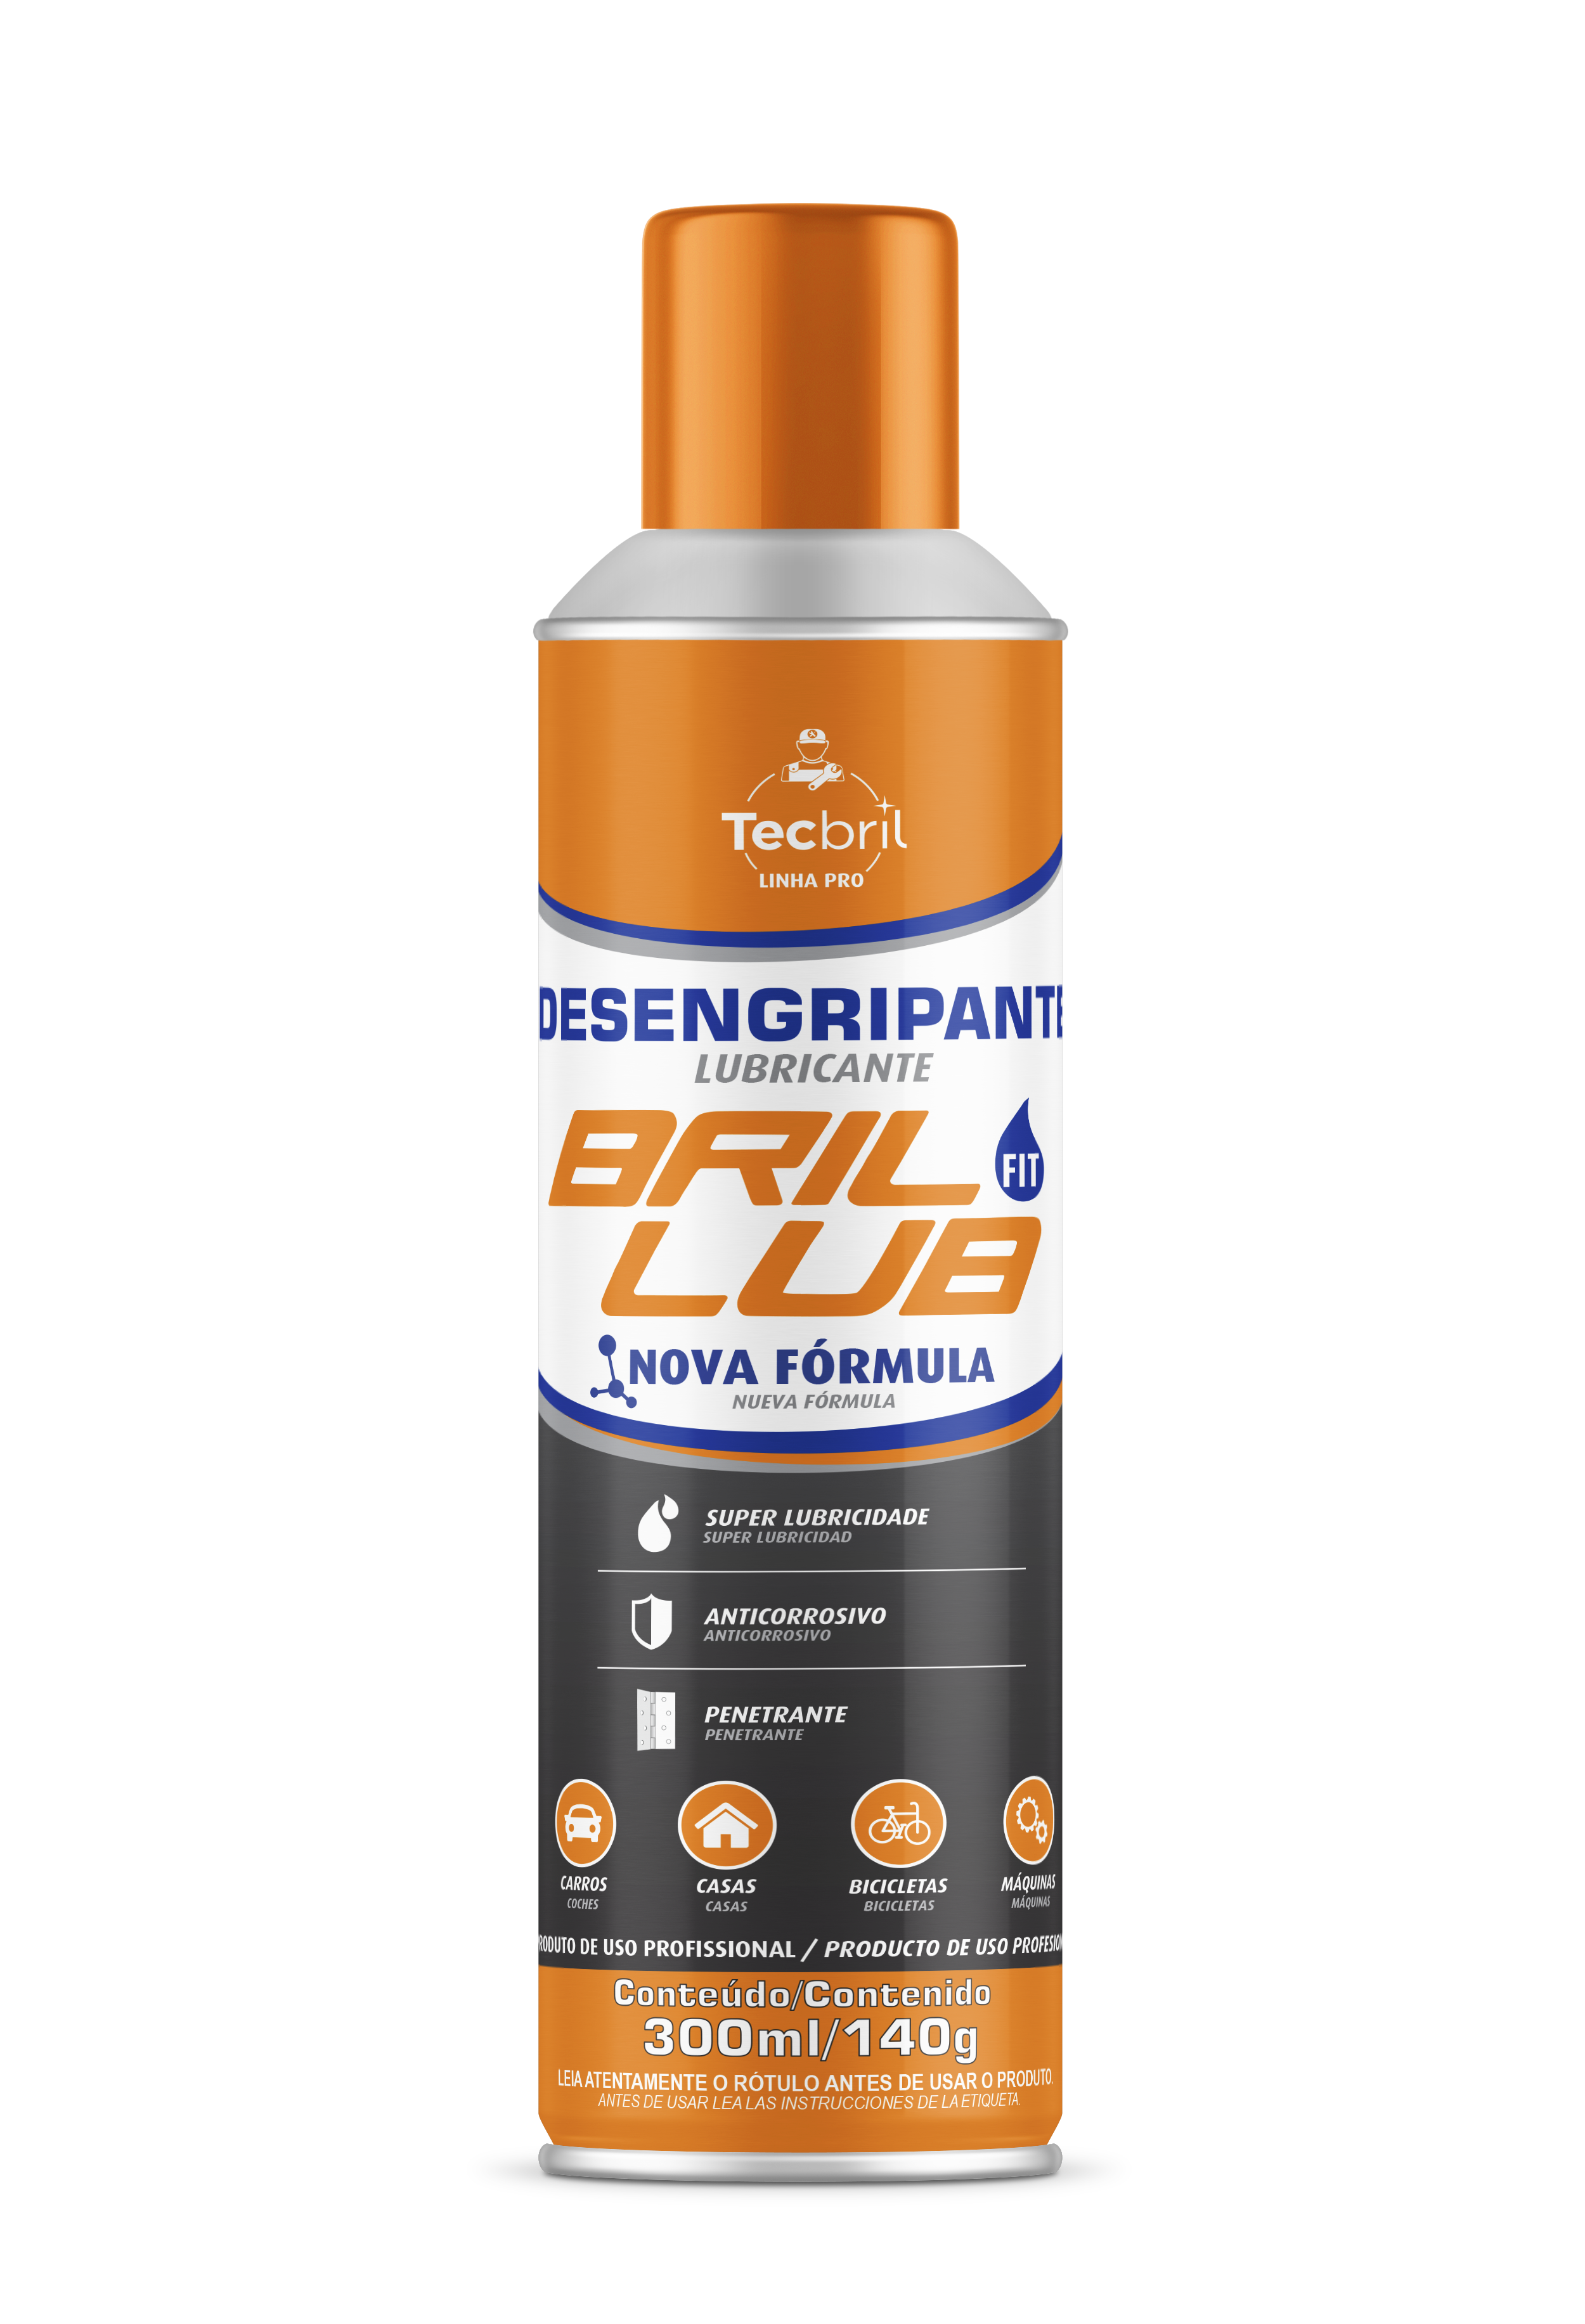 Tecbril
LINHA PRO
DESENGRIPANTE
LUBRICANTE
BRIL
FIT
LUB
NOVA FÓRMULA
NUEVA FÓRMULA
SUPER LUBRICIDADE
SUPER LUBRICIDAD
ANTICORROSIVO
ANTICORROSIVO
PENETRANTE
PENETRANTE
CARROS CASAS BICICLETAS MÁQUINAS
COCHES CASAS BICICLETAS MÁQUINAS
RODUTO DE USO PROFISSIONAL / PRODUCTO DE USO PROFESION
Conteúdo/Contenido
300ml/140g
LEIA ATENTAMENTE O RÓTULO ANTES DE USAR O PRODUTO.
ANTES DE USAR LEA LAS INSTRUCCIONES DE LA ETIQUETA.